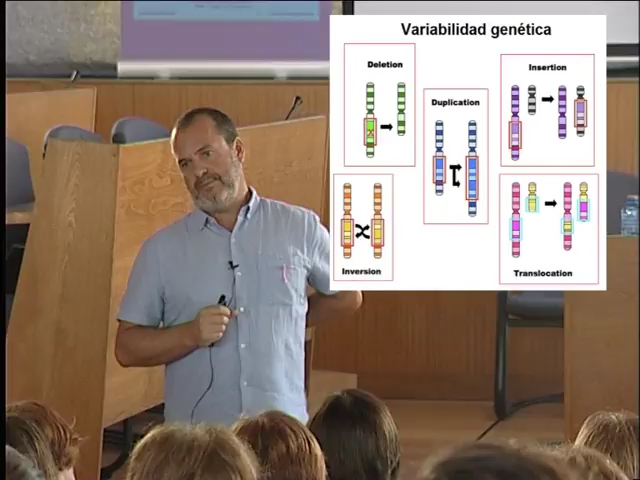 Variabilidad genética
Deletion
Duplication
Insertion
Inversion
Translocation